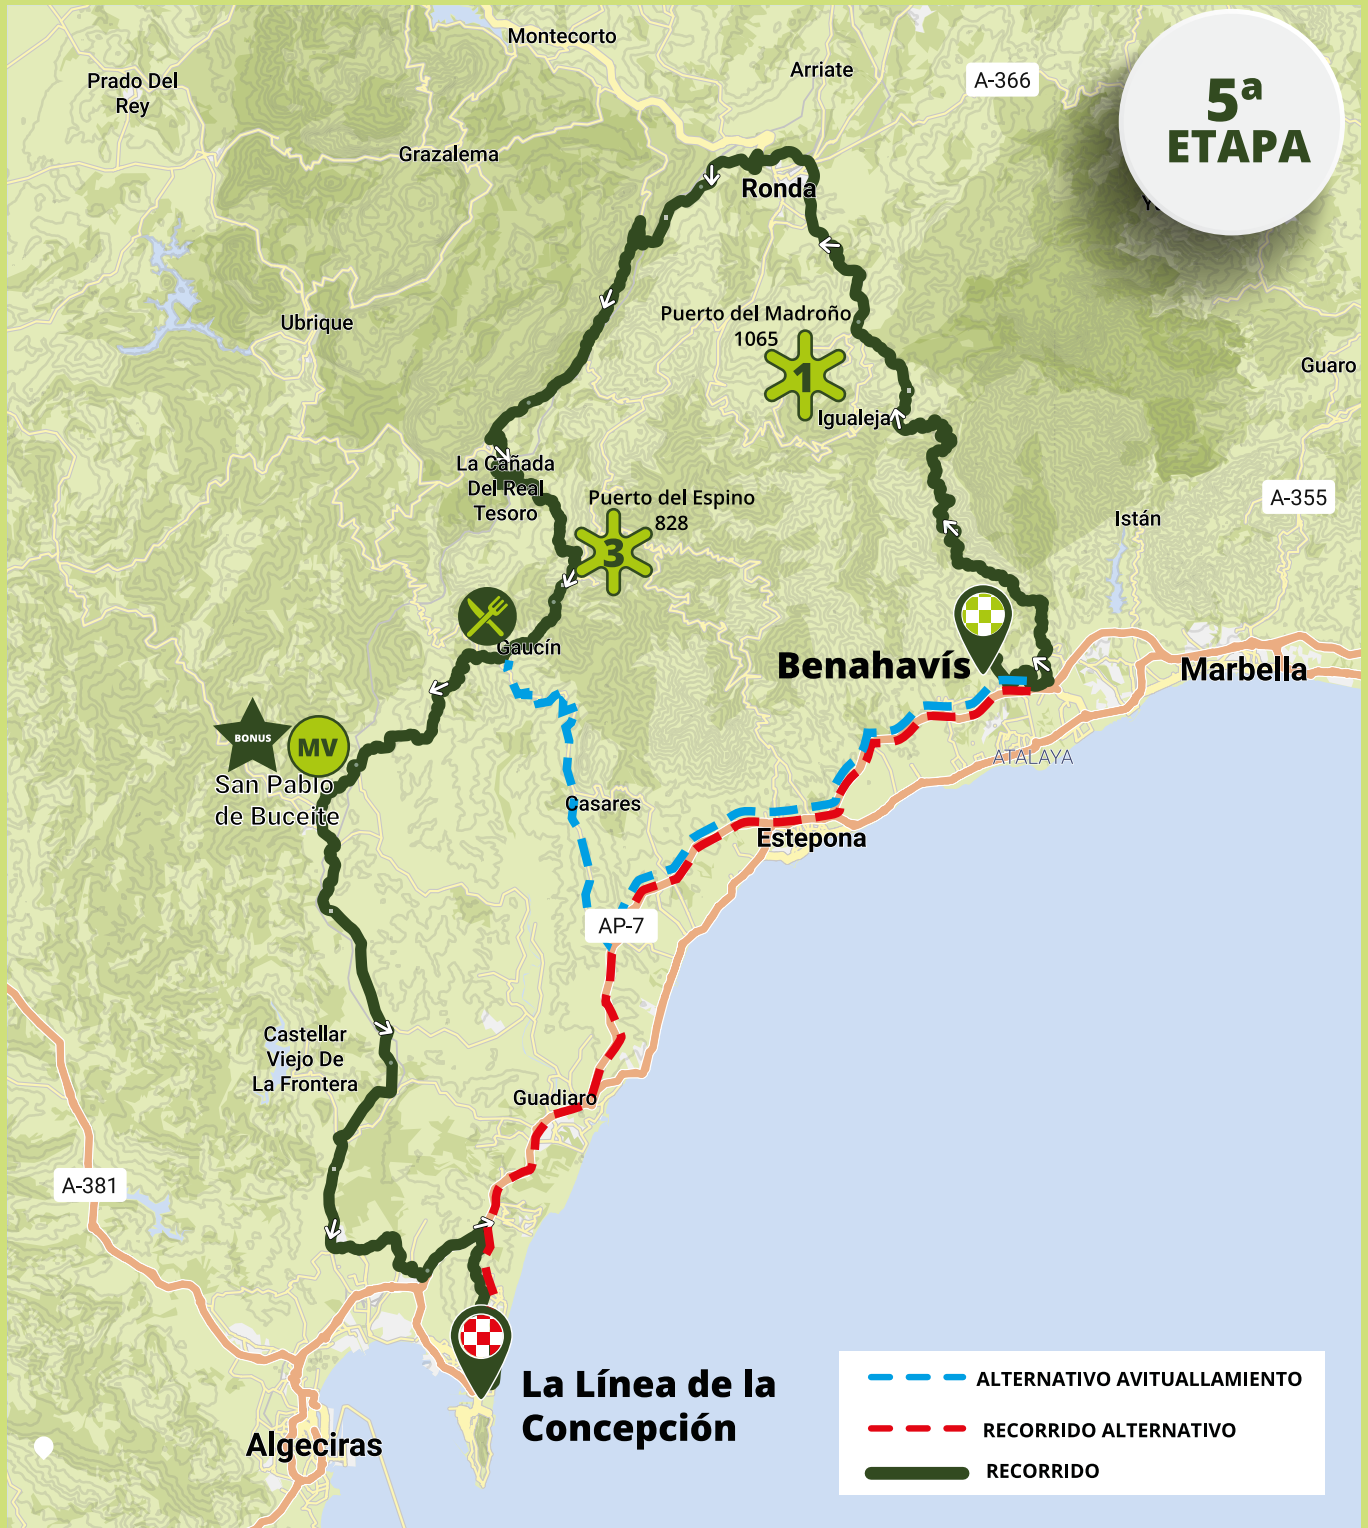 Montecorto
Arriate
A-366
5ª
ETAPA
Prado Del
Rey
Grazalema
Ronda
Ubrique
Puerto del Madroño
1065
1
Igualeja
Guaro
La Cañada
Del Real
Tesoro
Puerto del Espino
828
3
A-355
Istán
Gaucín
Benahavís
Marbella
BONUS
MV
San Pablo
de Buceite
ATALAYA
Casares
Estepona
AP-7
Castellar
Viejo De
La Frontera
Guadiaro
A-381
La Línea de la
Concepción
Algeciras
ALTERNATIVO AVITUALLAMIENTO
RECORRIDO ALTERNATIVO
RECORRIDO